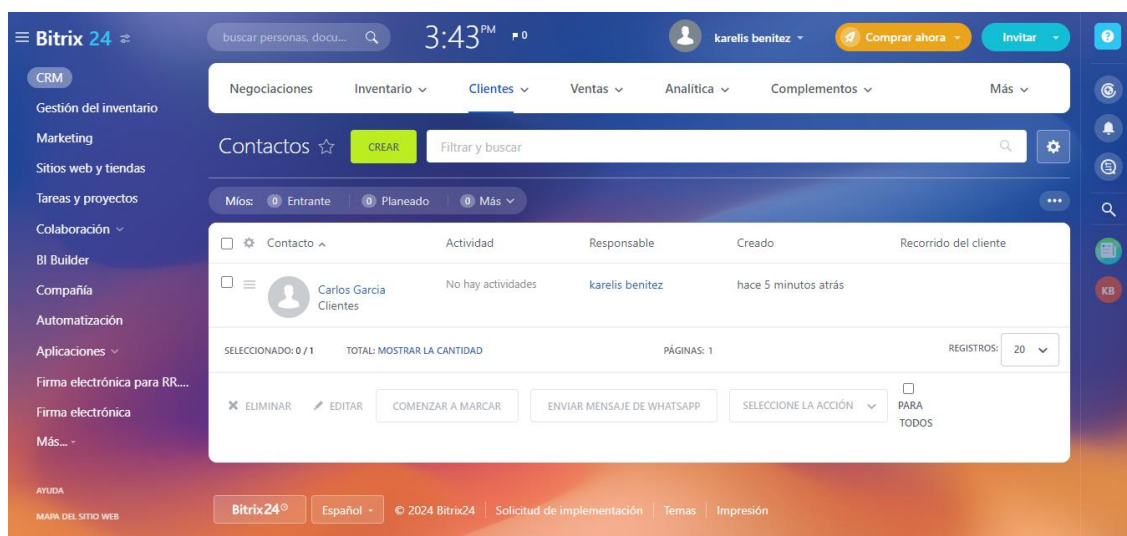 Bitrix 24
buscar personas, docu...
3:43 PM
0
karelis benitez
Comprar ahora
Invitar
?
CRM
Gestión del inventario
Marketing
Sitios web y tiendas
Tareas y proyectos
Colaboración
BI Builder
Compañía
Automatización
Aplicaciones
Firma electrónica para RR....
Firma electrónica
Más...
AYUDA
MAPA DEL SITIO WEB
Negociaciones Inventario Clientes Ventas Analítica Complementos Más
Contactos CREAR Filtrar y buscar
Míos: 0 Entrante 0 Planeado 0 Más
Contacto Actividad Responsable Creado Recorrido del cliente
Carlos Garcia No hay actividades karelis benitez hace 5 minutos atrás
Clientes
SELECCIONADO: 0 / 1 TOTAL: MOSTRAR LA CANTIDAD PÁGINAS: 1 REGISTROS: 20
ELIMINAR EDITAR COMENZAR A MARCAR ENVIAR MENSAJE DE WHATSAPP SELECCIONE LA ACCIÓN
PARA
TODOS
KB
Bitrix24 Español © 2024 Bitrix24 Solicitud de implementación Temas Impresión